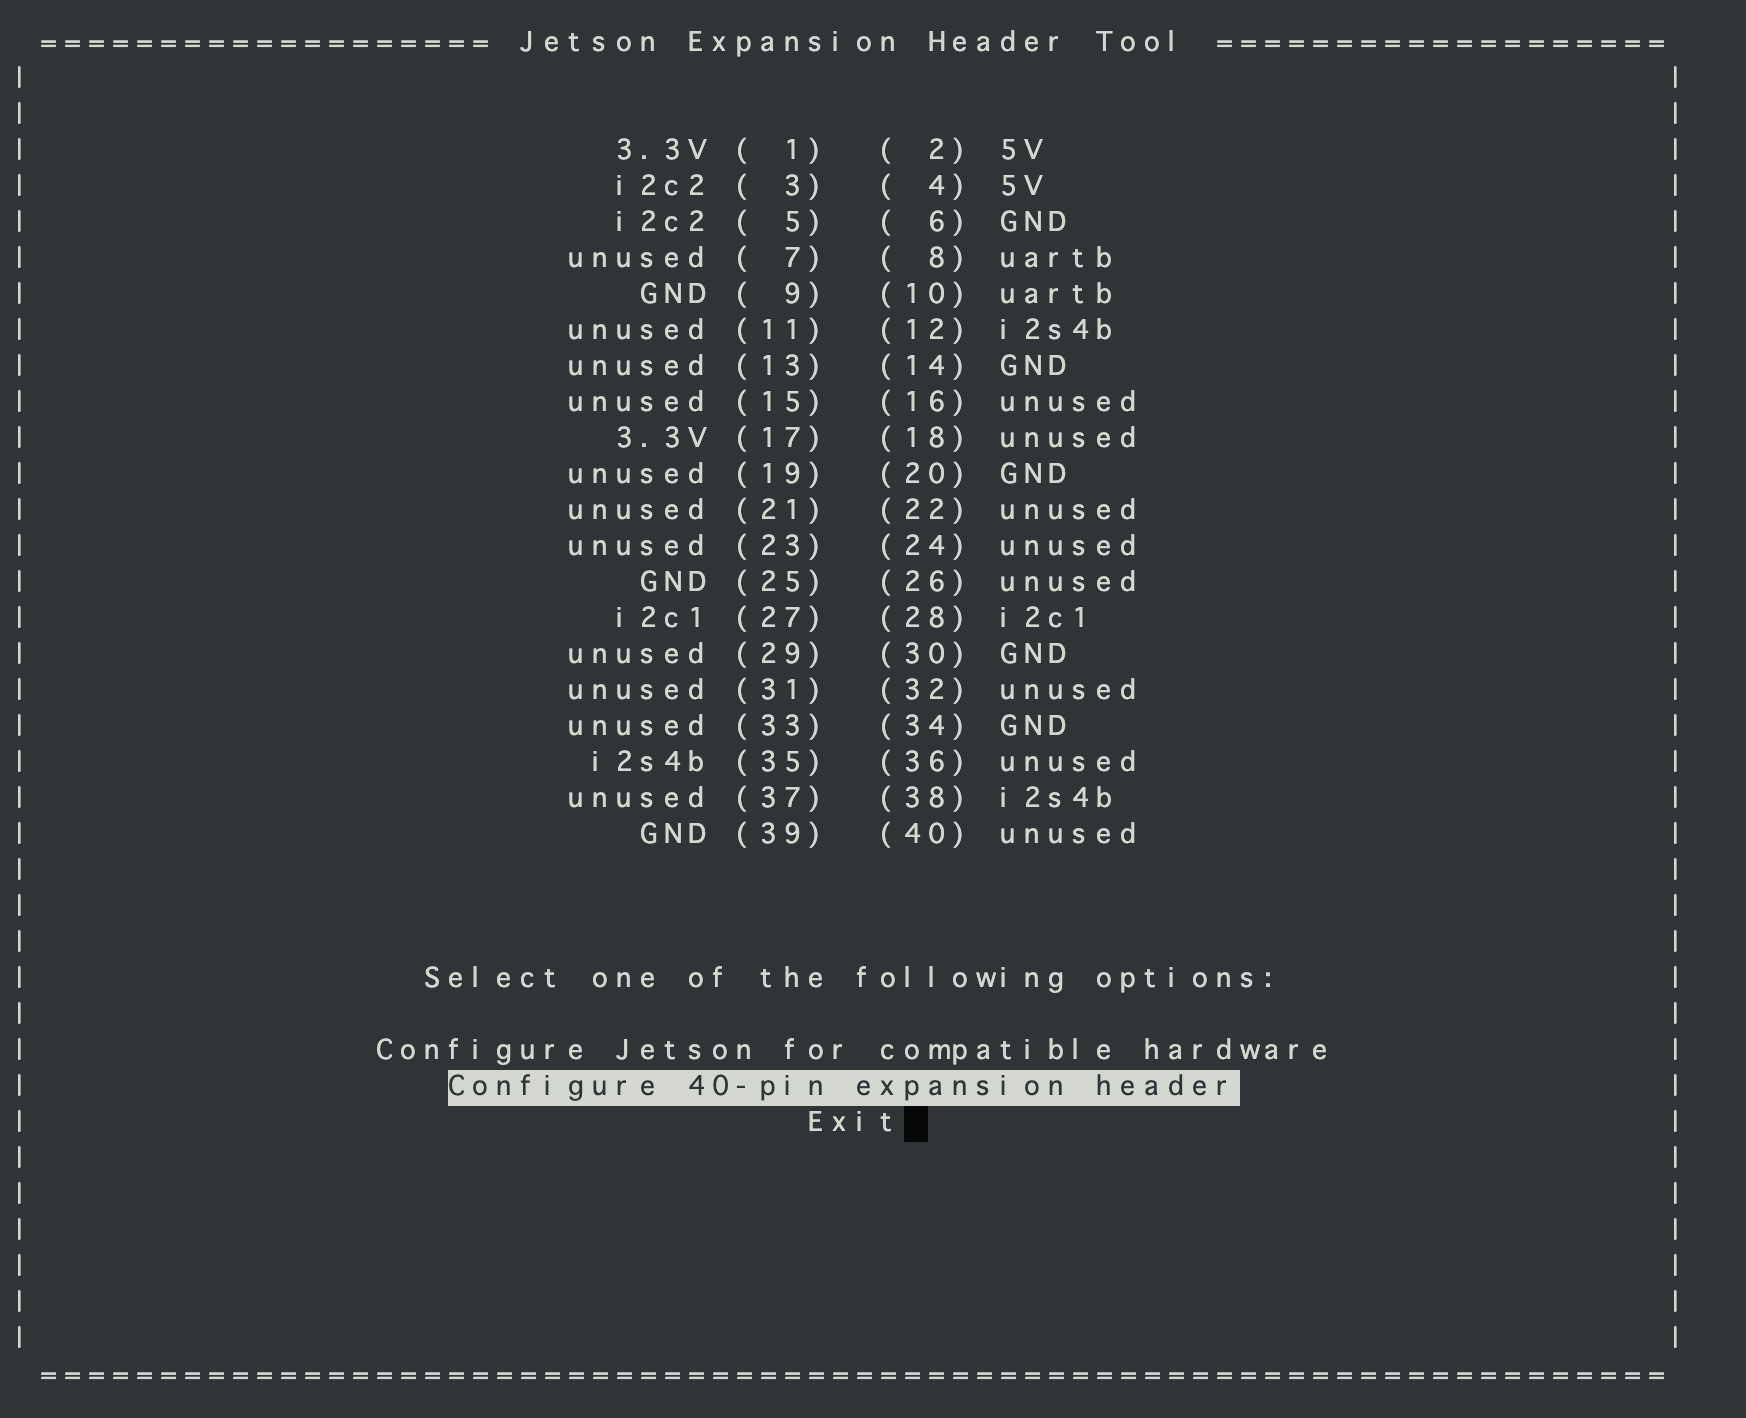 =================== Jetson Expansion Header Tool ===================
3.3V ( 1) ( 2) 5V
i2c2 ( 3) ( 4) 5V
i2c2 ( 5) ( 6) GND
unused ( 7) ( 8) uartb
GND ( 9) (10) uartb
unused (11) (12) i2s4b
unused (13) (14) GND
unused (15) (16) unused
3.3V (17) (18) unused
unused (19) (20) GND
unused (21) (22) unused
unused (23) (24) unused
GND (25) (26) unused
i2c1 (27) (28) i2c1
unused (29) (30) GND
unused (31) (32) unused
unused (33) (34) GND
i2s4b (35) (36) unused
unused (37) (38) i2s4b
GND (39) (40) unused
Select one of the following options:
Configure Jetson for compatible hardware
Configure 40-pin expansion header
Exit
====================================================================